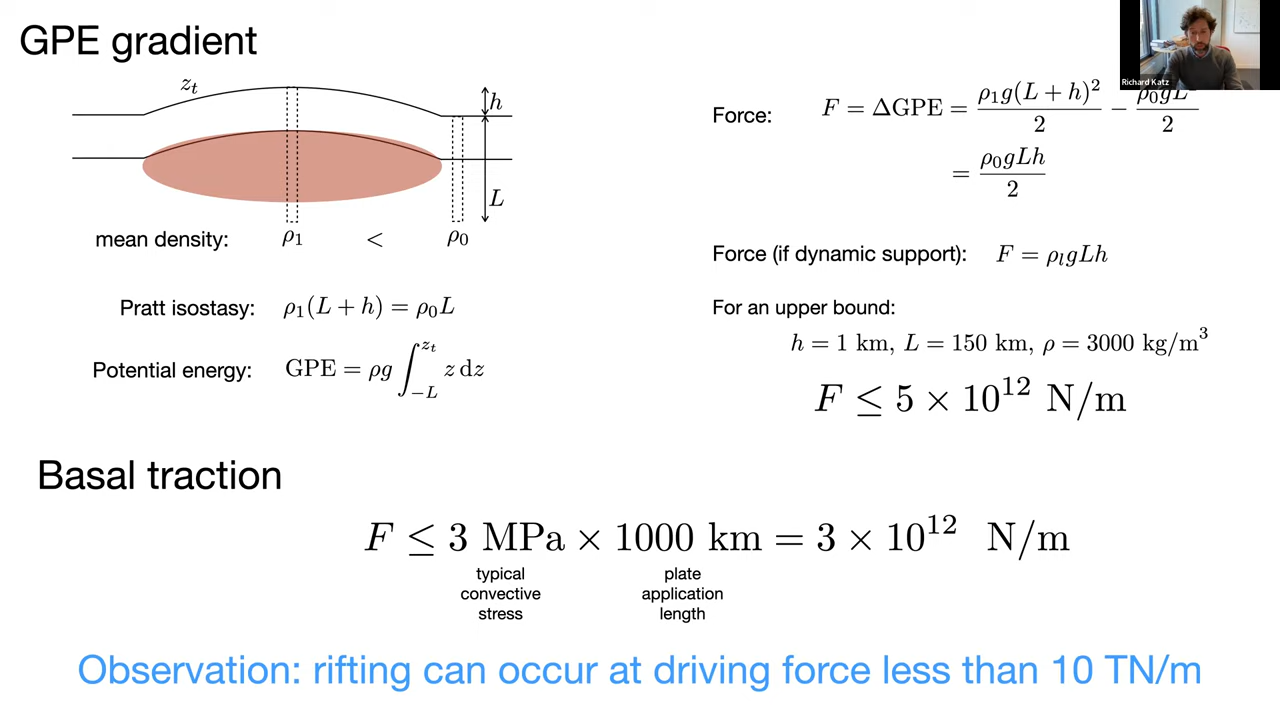 GPE gradient
Richard Katz
z_t
h
L
mean density: ρ₁ < ρ₀
Pratt isostasy: ρ₁(L + h) = ρ₀L
Potential energy: GPE = ρg ∫_{−L}^{z_t} z dz
Force: F = ΔGPE = ρ₁g(L + h)²/2 − ρ₀gL/2
= ρ₀gLh/2
Force (if dynamic support): F = ρ_l gLh
For an upper bound:
h = 1 km, L = 150 km, ρ = 3000 kg/m³
F ≤ 5 × 10¹² N/m
Basal traction
F ≤ 3 MPa × 1000 km = 3 × 10¹² N/m
typical
convective
stress
plate
application
length
Observation: rifting can occur at driving force less than 10 TN/m